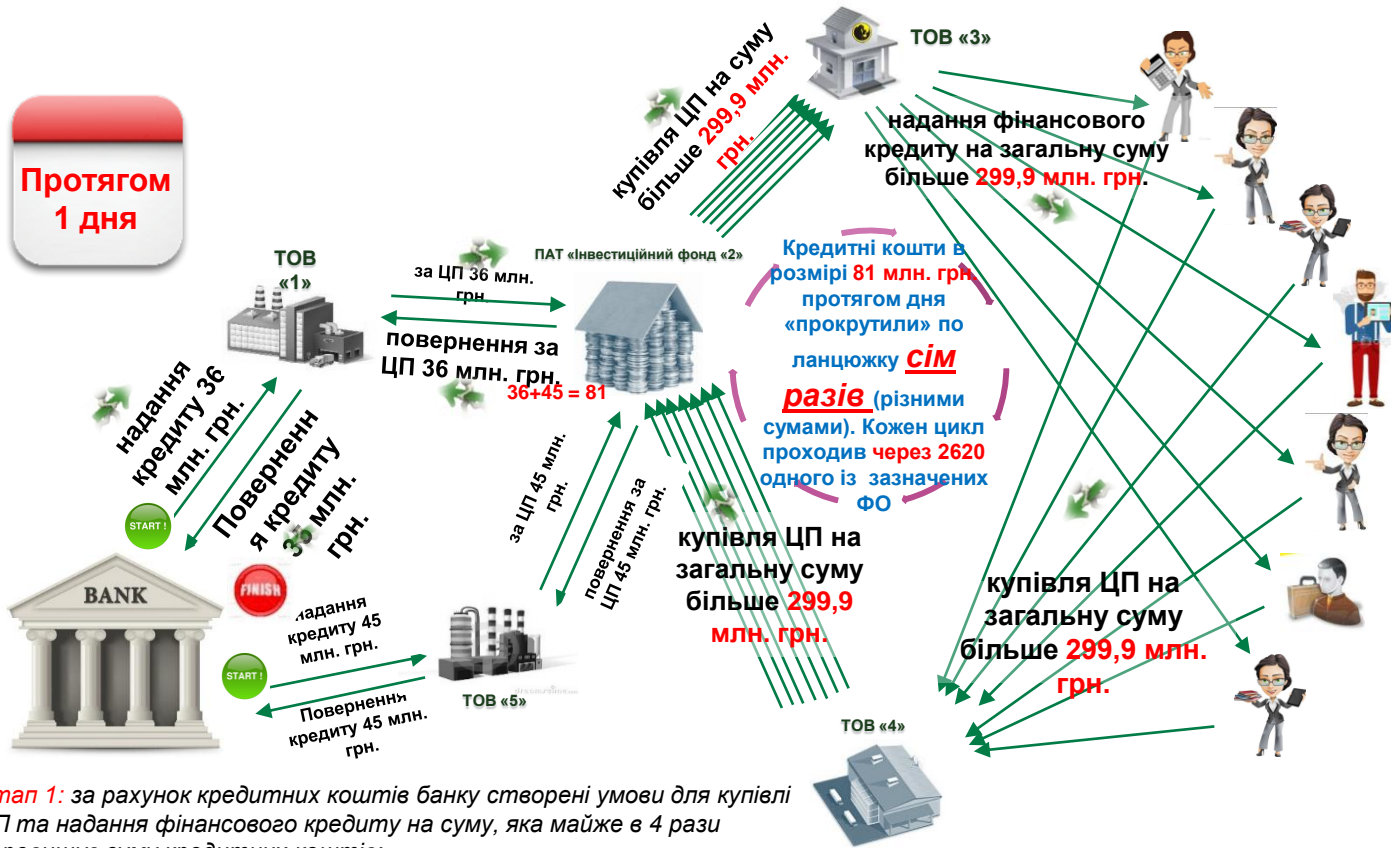 Протягом
1 дня
ТОВ «3»
купівля ЦП на суму
більше 299,9 млн.
грн.
надання фінансового
кредиту на загальну суму
більше 299,9 млн. грн.
ТОВ
«1»
за ЦП 36 млн.
грн.
ПАТ «Інвестиційний фонд «2»
повернення за
ЦП 36 млн. грн.
36+45 = 81
Кредитні кошти в
розмірі 81 млн. грн.
протягом дня
«прокрутили» по
ланцюжку сім
разів (різними
сумами). Кожен цикл
проходив через 2620
одного із зазначених
ФО
надання
кредиту 36
млн. грн.
Поверненн
я кредиту
36 млн.
грн.
START !
FINISH
BANK
START !
надання
кредиту 45
млн. грн.
Повернення
кредиту 45 млн.
грн.
ТОВ «5»
за ЦП 45 млн.
грн.
повернення за
ЦП 45 млн. грн.
купівля ЦП на
загальну суму
більше 299,9
млн. грн.
купівля ЦП на
загальну суму
більше 299,9 млн.
грн.
ТОВ «4»
тап 1: за рахунок кредитних коштів банку створені умови для купівлі
П та надання фінансового кредиту на суму, яка майже в 4 рази